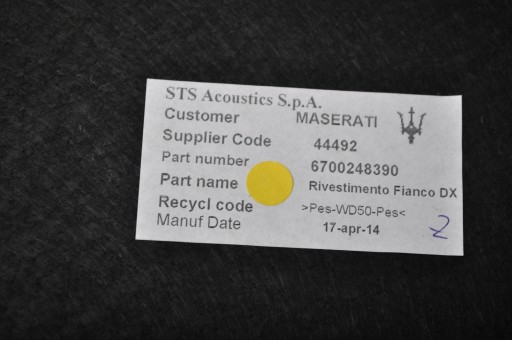 STS Acoustics S.p.A.
Customer MASERATI
Supplier Code 44492
Part number 6700248390
Part name Rivestimento Fianco DX
Recycl code >Pes-WD50-Pes<
Manuf Date 17-apr-14
2